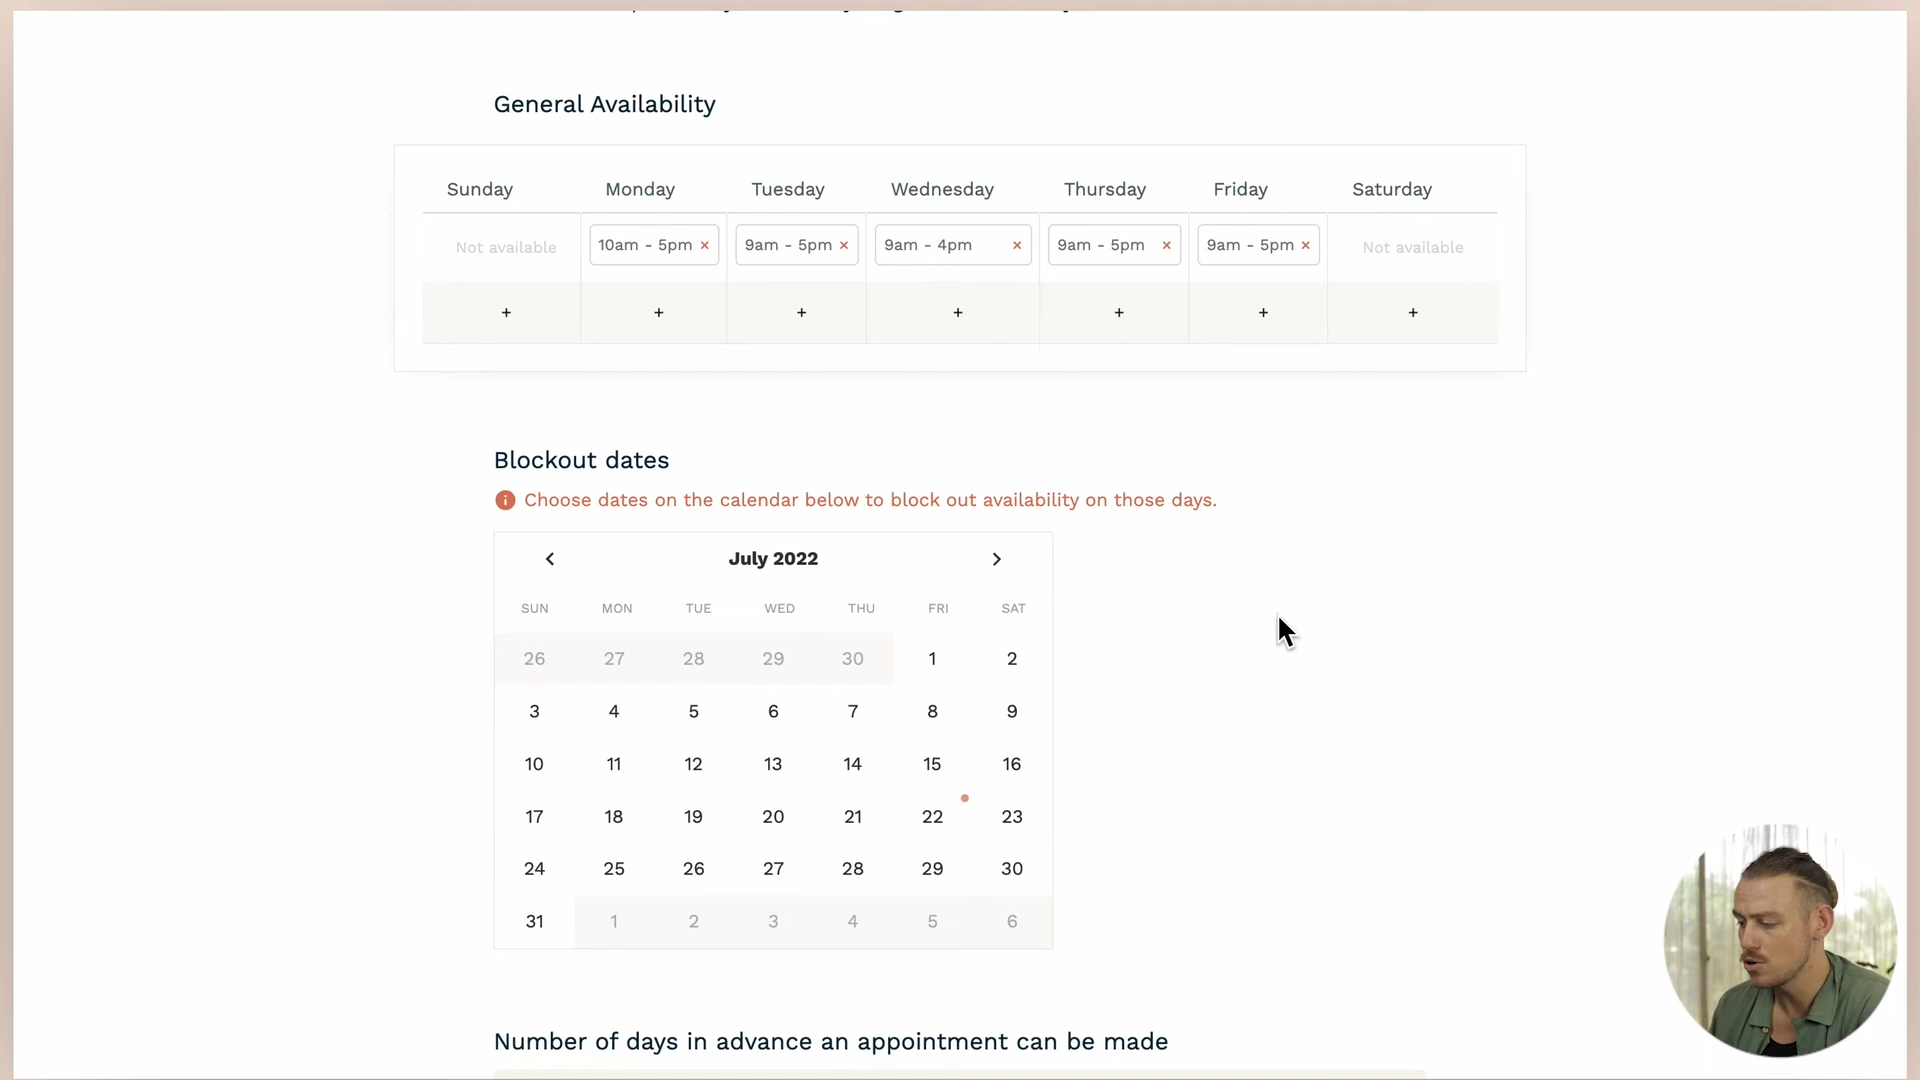 General Availability
Sunday Monday Tuesday Wednesday Thursday Friday Saturday
Not available 10am - 5pm × 9am - 5pm × 9am - 4pm × 9am - 5pm × 9am - 5pm × Not available
+ + + + + + +
Blockout dates
Choose dates on the calendar below to block out availability on those days.
July 2022
SUN MON TUE WED THU FRI SAT
26 27 28 29 30 1 2
3 4 5 6 7 8 9
10 11 12 13 14 15 16
17 18 19 20 21 22 23
24 25 26 27 28 29 30
31 1 2 3 4 5 6
Number of days in advance an appointment can be made